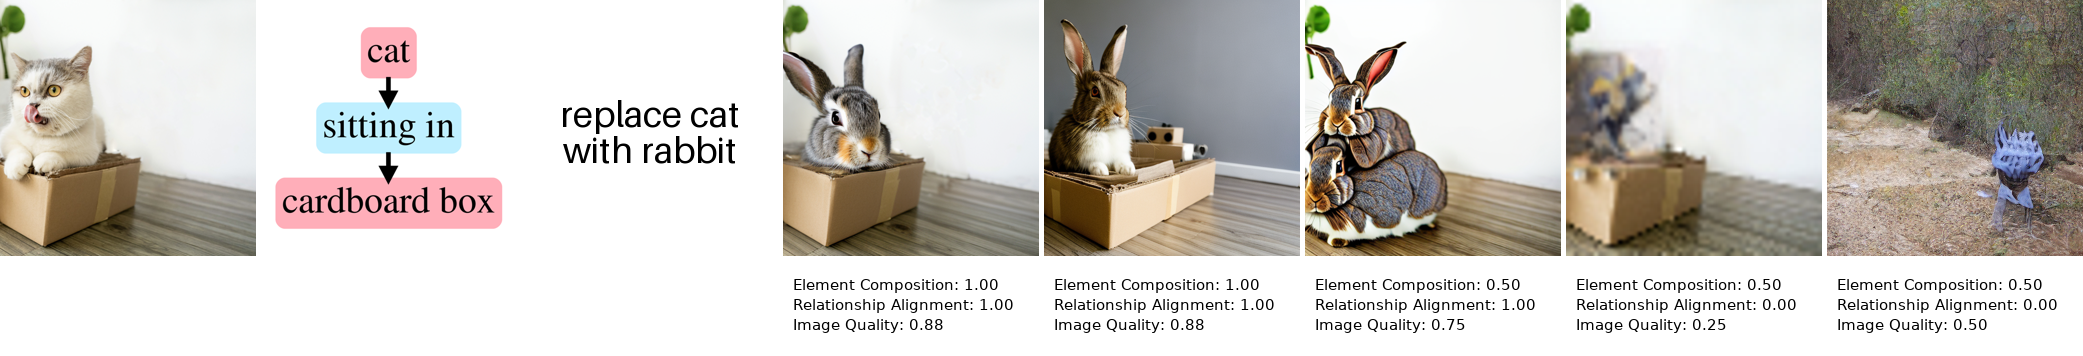 cat
sitting in
cardboard box
replace cat
with rabbit
Element Composition: 1.00
Relationship Alignment: 1.00
Image Quality: 0.88
Element Composition: 1.00
Relationship Alignment: 1.00
Image Quality: 0.88
Element Composition: 0.50
Relationship Alignment: 1.00
Image Quality: 0.75
Element Composition: 0.50
Relationship Alignment: 0.00
Image Quality: 0.25
Element Composition: 0.50
Relationship Alignment: 0.00
Image Quality: 0.50